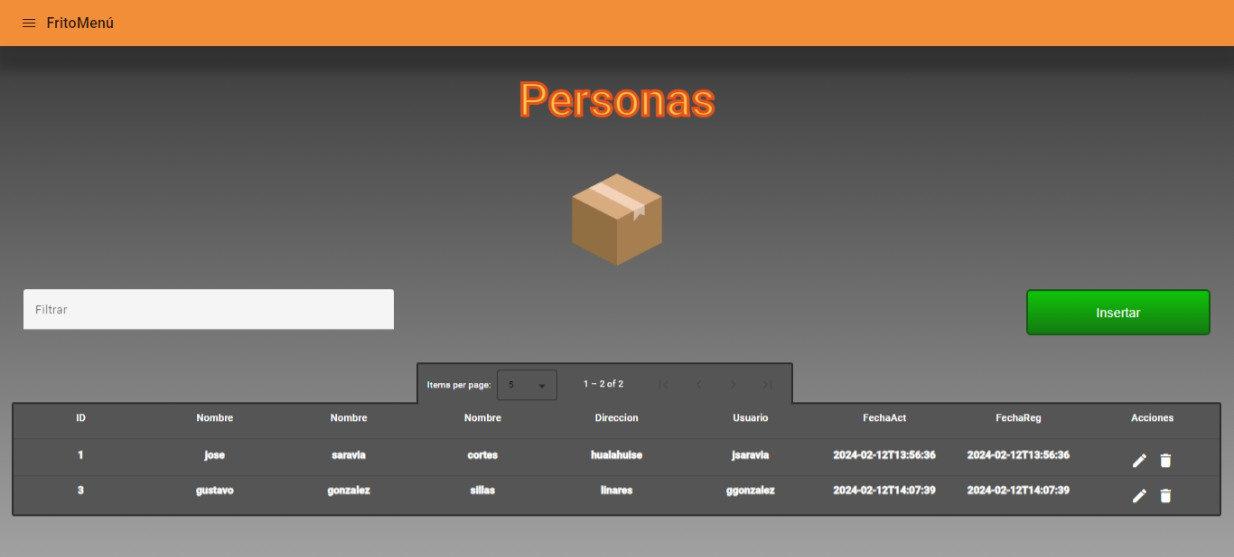 FritoMenú
Personas
Filtrar
Insertar
Items per page: 5 1 – 2 of 2
ID Nombre Nombre Nombre Direccion Usuario FechaAct FechaReg Acciones
1 jose saravia cortes hualahuise jsaravia 2024-02-12T13:56:36 2024-02-12T13:56:36
3 gustavo gonzalez sillas linares ggonzalez 2024-02-12T14:07:39 2024-02-12T14:07:39